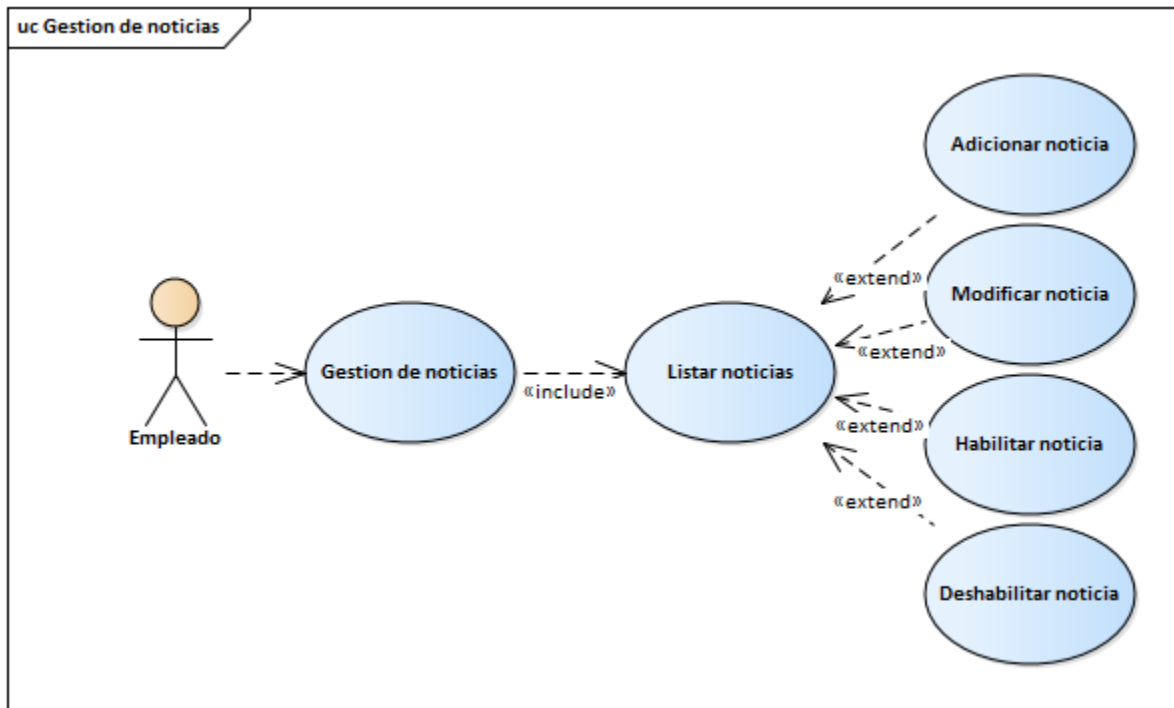 uc Gestion de noticias
Adicionar noticia
«extend»
Modificar noticia
«extend»
Empleado
Gestion de noticias
«include»
Listar noticias
«extend»
Habilitar noticia
«extend»
Deshabilitar noticia